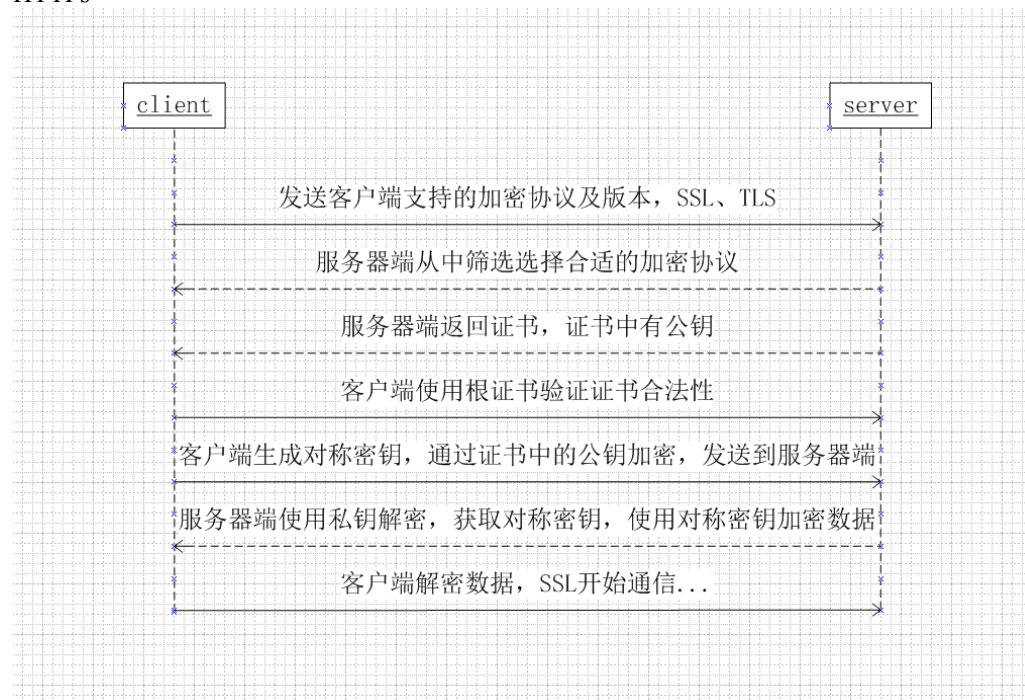 client
server
发送客户端支持的加密协议及版本，SSL、TLS
服务器端从中筛选选择合适的加密协议
服务器端返回证书，证书中有公钥
客户端使用根证书验证证书合法性
客户端生成对称密钥，通过证书中的公钥加密，发送到服务器端
服务器端使用私钥解密，获取对称密钥，使用对称密钥加密数据
客户端解密数据，SSL开始通信...